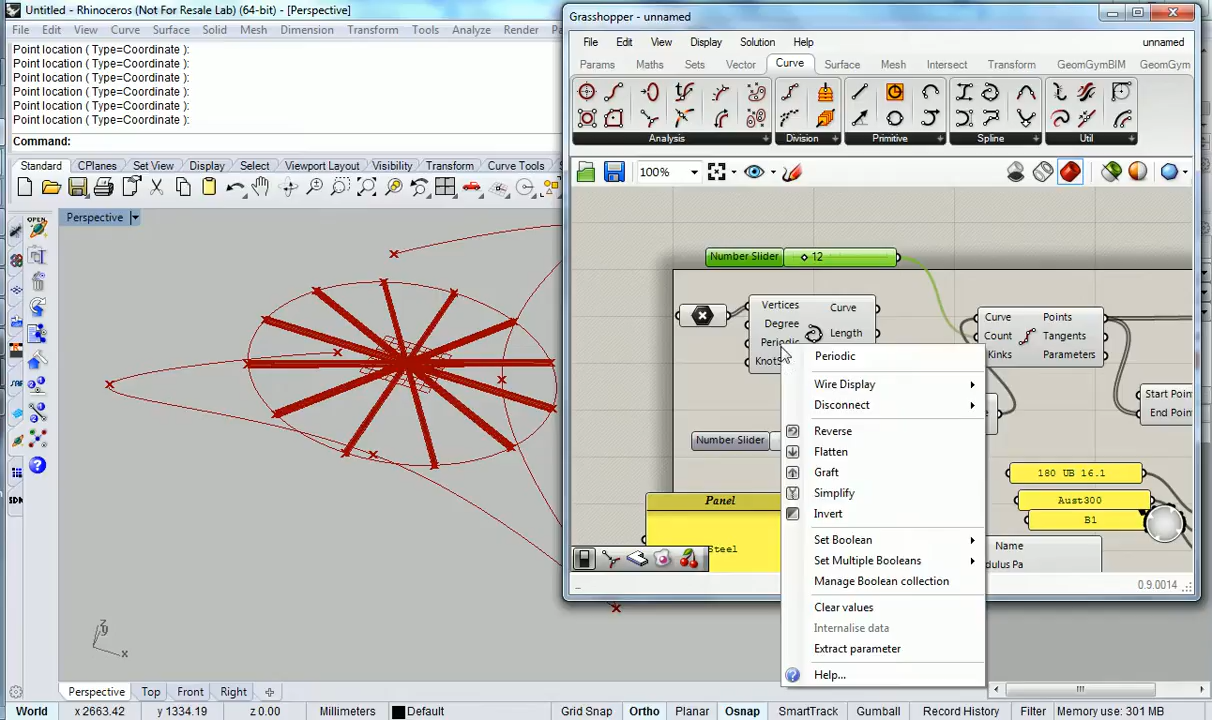 Untitled - Rhinoceros (Not For Resale Lab) (64-bit) - [Perspective]
File Edit View Curve Surface Solid Mesh Dimension Transform Tools Analyze Render
Point location ( Type=Coordinate ):
Point location ( Type=Coordinate ):
Point location ( Type=Coordinate ):
Point location ( Type=Coordinate ):
Point location ( Type=Coordinate ):
Point location ( Type=Coordinate ):
Command:
Standard CPlanes Set View Display Select Viewport Layout Visibility Transform Curve Tools
Perspective
OPEN
Grasshopper - unnamed
File Edit View Display Solution Help unnamed
Params Maths Sets Vector Curve Surface Mesh Intersect Transform GeomGymBIM GeomGym
Analysis Division Primitive Spline Util
100%
Number Slider 12
Vertices Curve
Degree
Periodic Length
Curve Points
Count Tangents
Kinks Parameters
Start Point
End Poin
Number Slider
Panel
Steel
180 UB 16.1
Aust300
B1
Name
dulus Pa
Periodic
Wire Display
Disconnect
Reverse
Flatten
Graft
Simplify
Invert
Set Boolean
Set Multiple Booleans
Manage Boolean collection
Clear values
Internalise data
Extract parameter
Help...
0.9.0014
x
Perspective Top Front Right
World x 2663.42 y 1334.19 z 0.00 Millimeters Default Grid Snap Ortho Planar Osnap SmartTrack Gumball Record History Filter Memory use: 301 MB